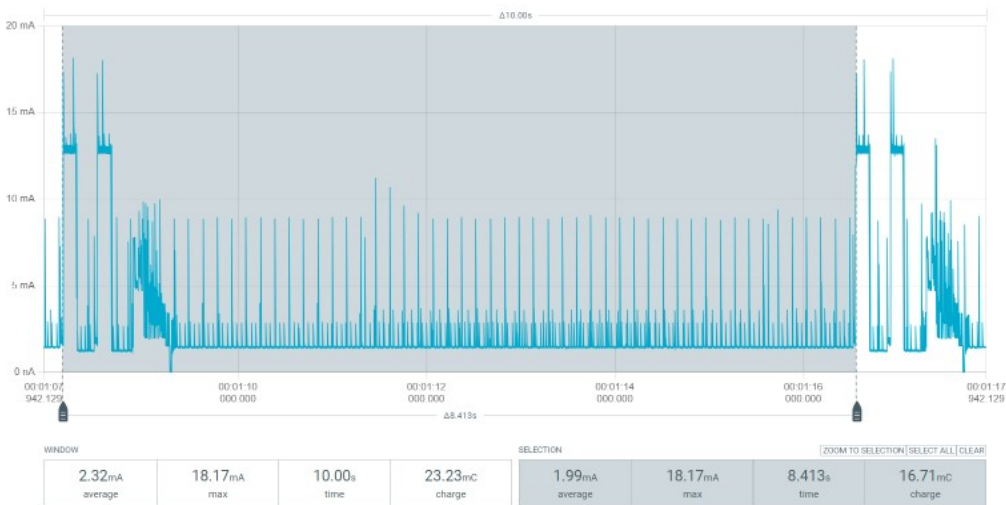 Δ10.00s
20 mA
15 mA
10 mA
5 mA
0 nA
00:01:07 00:01:10 00:01:12 00:01:14 00:01:16 00:01:17
942.129 000.000 000.000 000.000 000.000 942.129
Δ8.413s
WINDOW SELECTION ZOOM TO SELECTION SELECT ALL CLEAR
2.32mA 18.17mA 10.00s 23.23mC 1.99mA 18.17mA 8.413s 16.71mC
average max time charge average max time charge